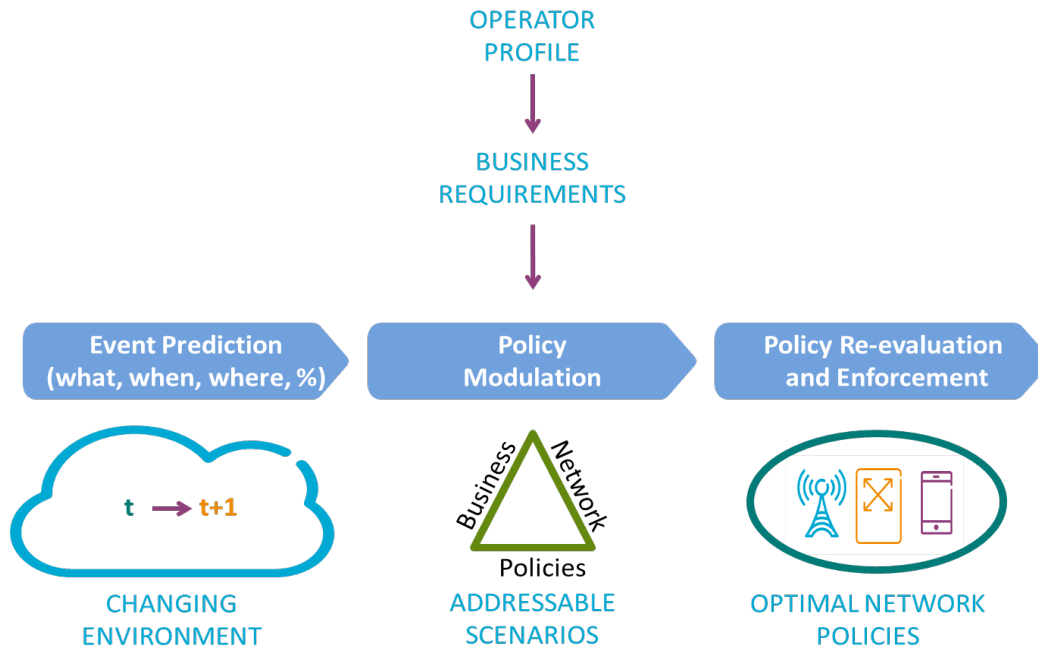 OPERATOR
PROFILE
BUSINESS
REQUIREMENTS
Event Prediction
(what, when, where, %)
Policy
Modulation
Policy Re-evaluation
and Enforcement
t
t+1
Business
Network
Policies
CHANGING
ENVIRONMENT
ADDRESSABLE
SCENARIOS
OPTIMAL NETWORK
POLICIES